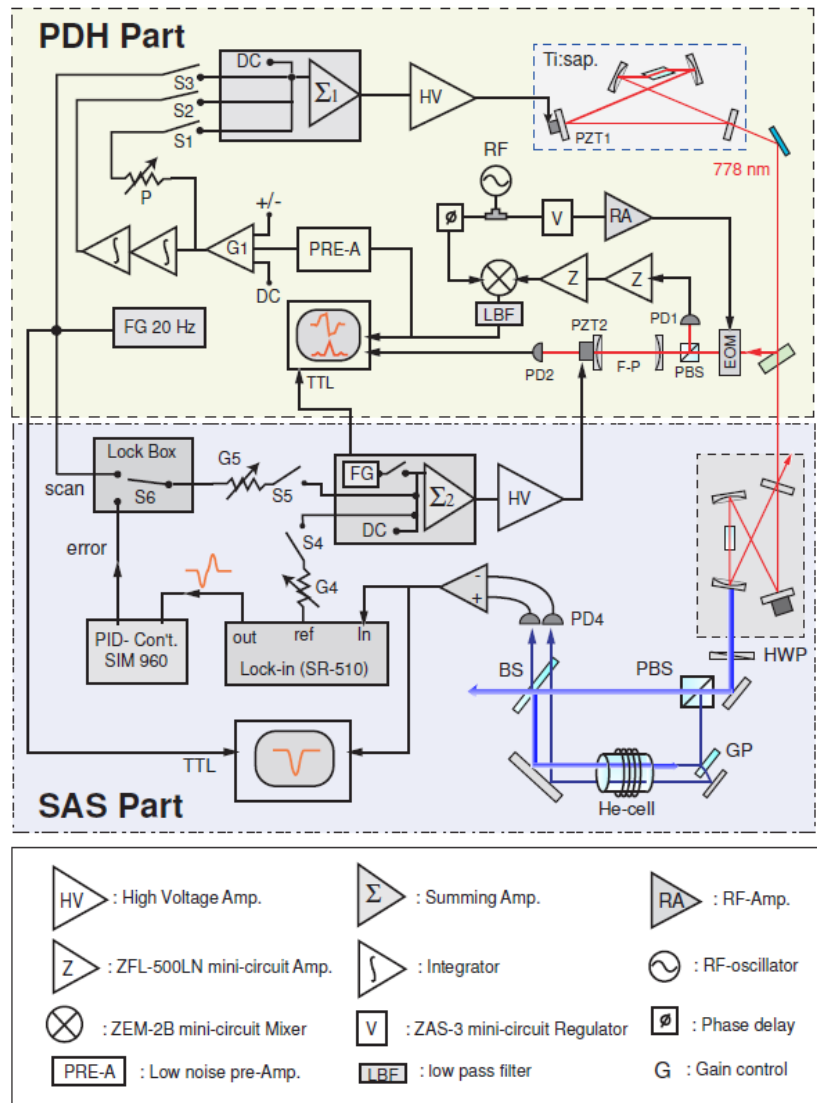 PDH Part
DC
S3
S2
S1
Σ1
HV
Ti:sap.
PZT1
778 nm
RF
P
+/-
G1
DC
PRE-A
ϕ
V
RA
Z
Z
LBF
PD1
FG 20 Hz
TTL
PD2
PZT2
F-P
PBS
EOM
Lock Box
S6
scan
error
G5
S5
FG
DC
Σ2
HV
S4
G4
out
ref
In
Lock-in (SR-510)
PID- Con't.
SIM 960
-
+
PD4
BS
PBS
HWP
GP
He-cell
TTL
SAS Part
HV : High Voltage Amp.
Σ : Summing Amp.
RA : RF-Amp.
Z : ZFL-500LN mini-circuit Amp.
∫ : Integrator
: RF-oscillator
: ZEM-2B mini-circuit Mixer
V : ZAS-3 mini-circuit Regulator
ϕ : Phase delay
PRE-A : Low noise pre-Amp.
LBF : low pass filter
G : Gain control